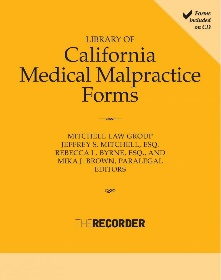 Forms
Included
on CD
LIBRARY OF
California
Medical Malpractice
Forms
MITCHELL LAW GROUP
JEFFREY S. MITCHELL, ESQ.
REBECCA L. BYRNE, ESQ., AND
MIKA J. BROWN, PARALEGAL
EDITORS
THE RECORDER